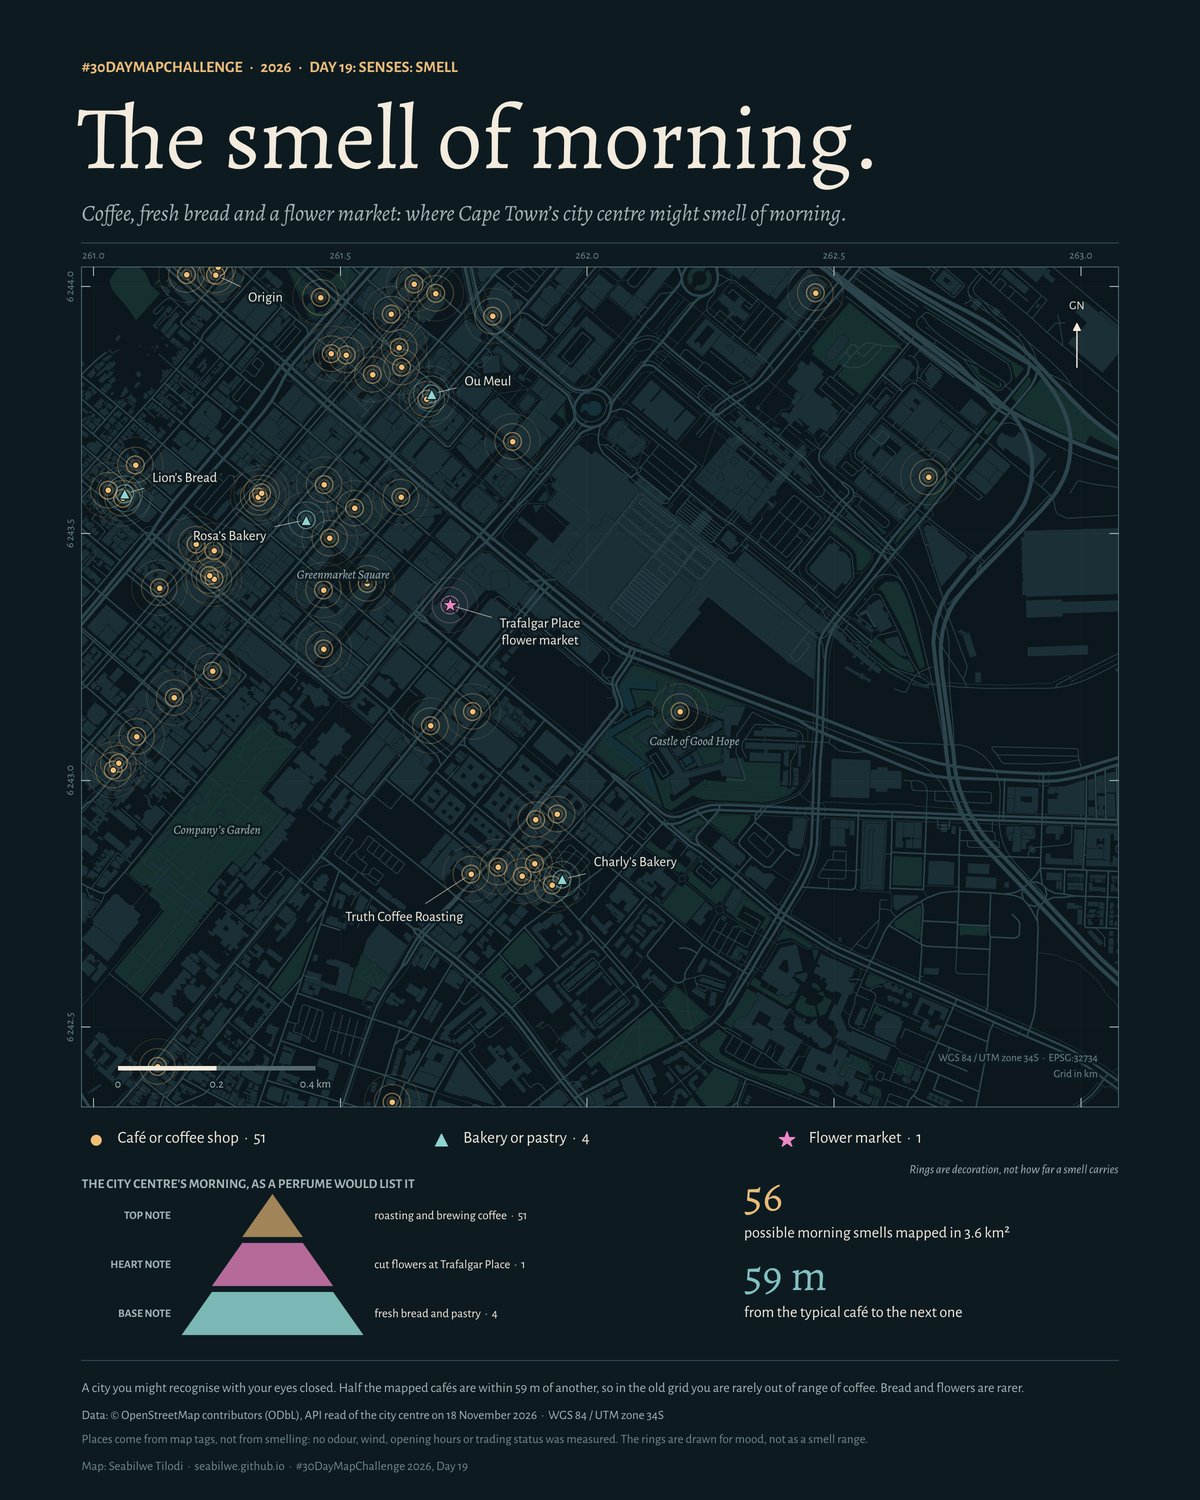 #30DAYMAPCHALLENGE · 2026 · DAY 19: SENSES: SMELL
The smell of morning.
Coffee, fresh bread and a flower market: where Cape Town's city centre might smell of morning.
261.0
261.5
262.0
262.5
263.0
6 244.0
6 243.5
6 243.0
6 242.5
GN
Origin
Ou Meul
Lion's Bread
Rosa's Bakery
Greenmarket Square
Trafalgar Place
flower market
Castle of Good Hope
Company's Garden
Charly's Bakery
Truth Coffee Roasting
WGS 84 / UTM zone 34S · EPSG:32734
Grid in km
0
0.2
0.4 km
Café or coffee shop · 51
Bakery or pastry · 4
Flower market · 1
Rings are decoration, not how far a smell carries
THE CITY CENTRE'S MORNING, AS A PERFUME WOULD LIST IT
TOP NOTE
roasting and brewing coffee · 51
HEART NOTE
cut flowers at Trafalgar Place · 1
BASE NOTE
fresh bread and pastry · 4
56
possible morning smells mapped in 3.6 km²
59 m
from the typical café to the next one
A city you might recognise with your eyes closed. Half the mapped cafés are within 59 m of another, so in the old grid you are rarely out of range of coffee. Bread and flowers are rarer.
Data: © OpenStreetMap contributors (ODbL), API read of the city centre on 18 November 2026 · WGS 84 / UTM zone 34S
Places come from map tags, not from smelling: no odour, wind, opening hours or trading status was measured. The rings are drawn for mood, not as a smell range.
Map: Seabilwe Tilodi · seabilwe.github.io · #30DayMapChallenge 2026, Day 19